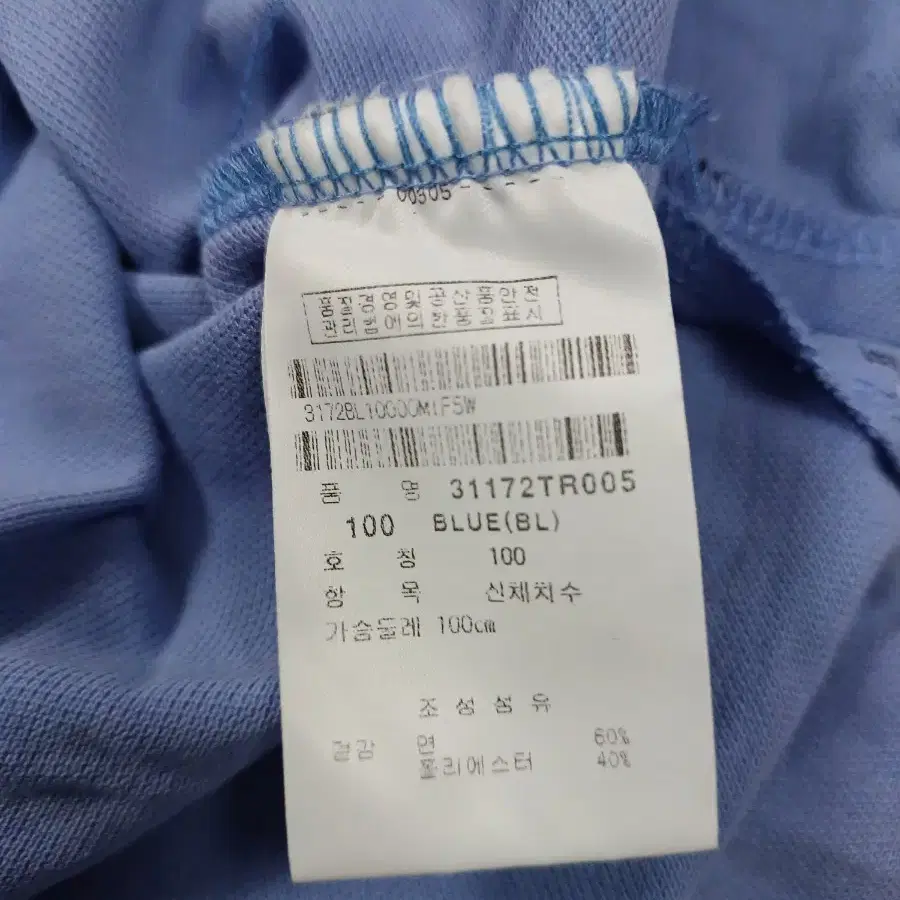 00305
품질경영및공산품안전
관리법에의한품질표시
31728L10000MIF5W
품 명 31172TR005
100 BLUE(BL)
호 칭 100
항 목 신체치수
가슴둘레 100cm
조성섬유
겉감 면 60%
폴리에스터 40%